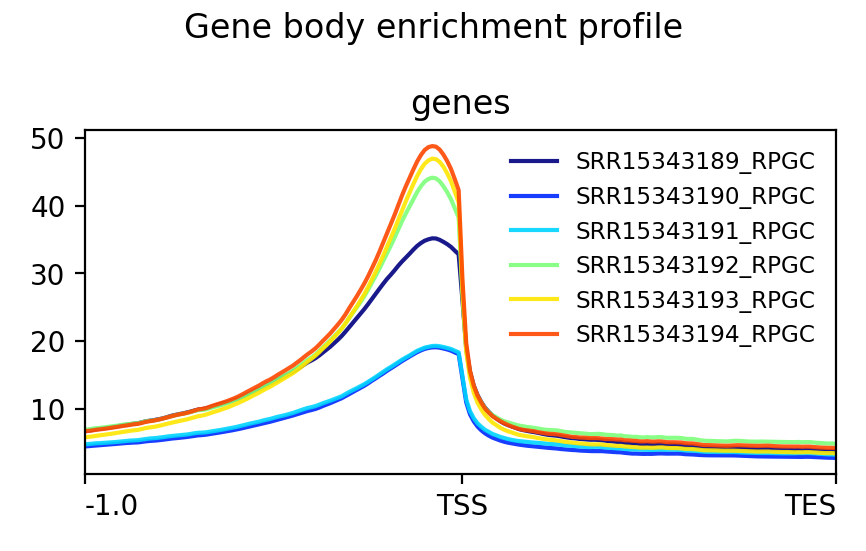 Gene body enrichment profile
genes
50
40
30
20
10
SRR15343189_RPGC
SRR15343190_RPGC
SRR15343191_RPGC
SRR15343192_RPGC
SRR15343193_RPGC
SRR15343194_RPGC
-1.0 TSS TES